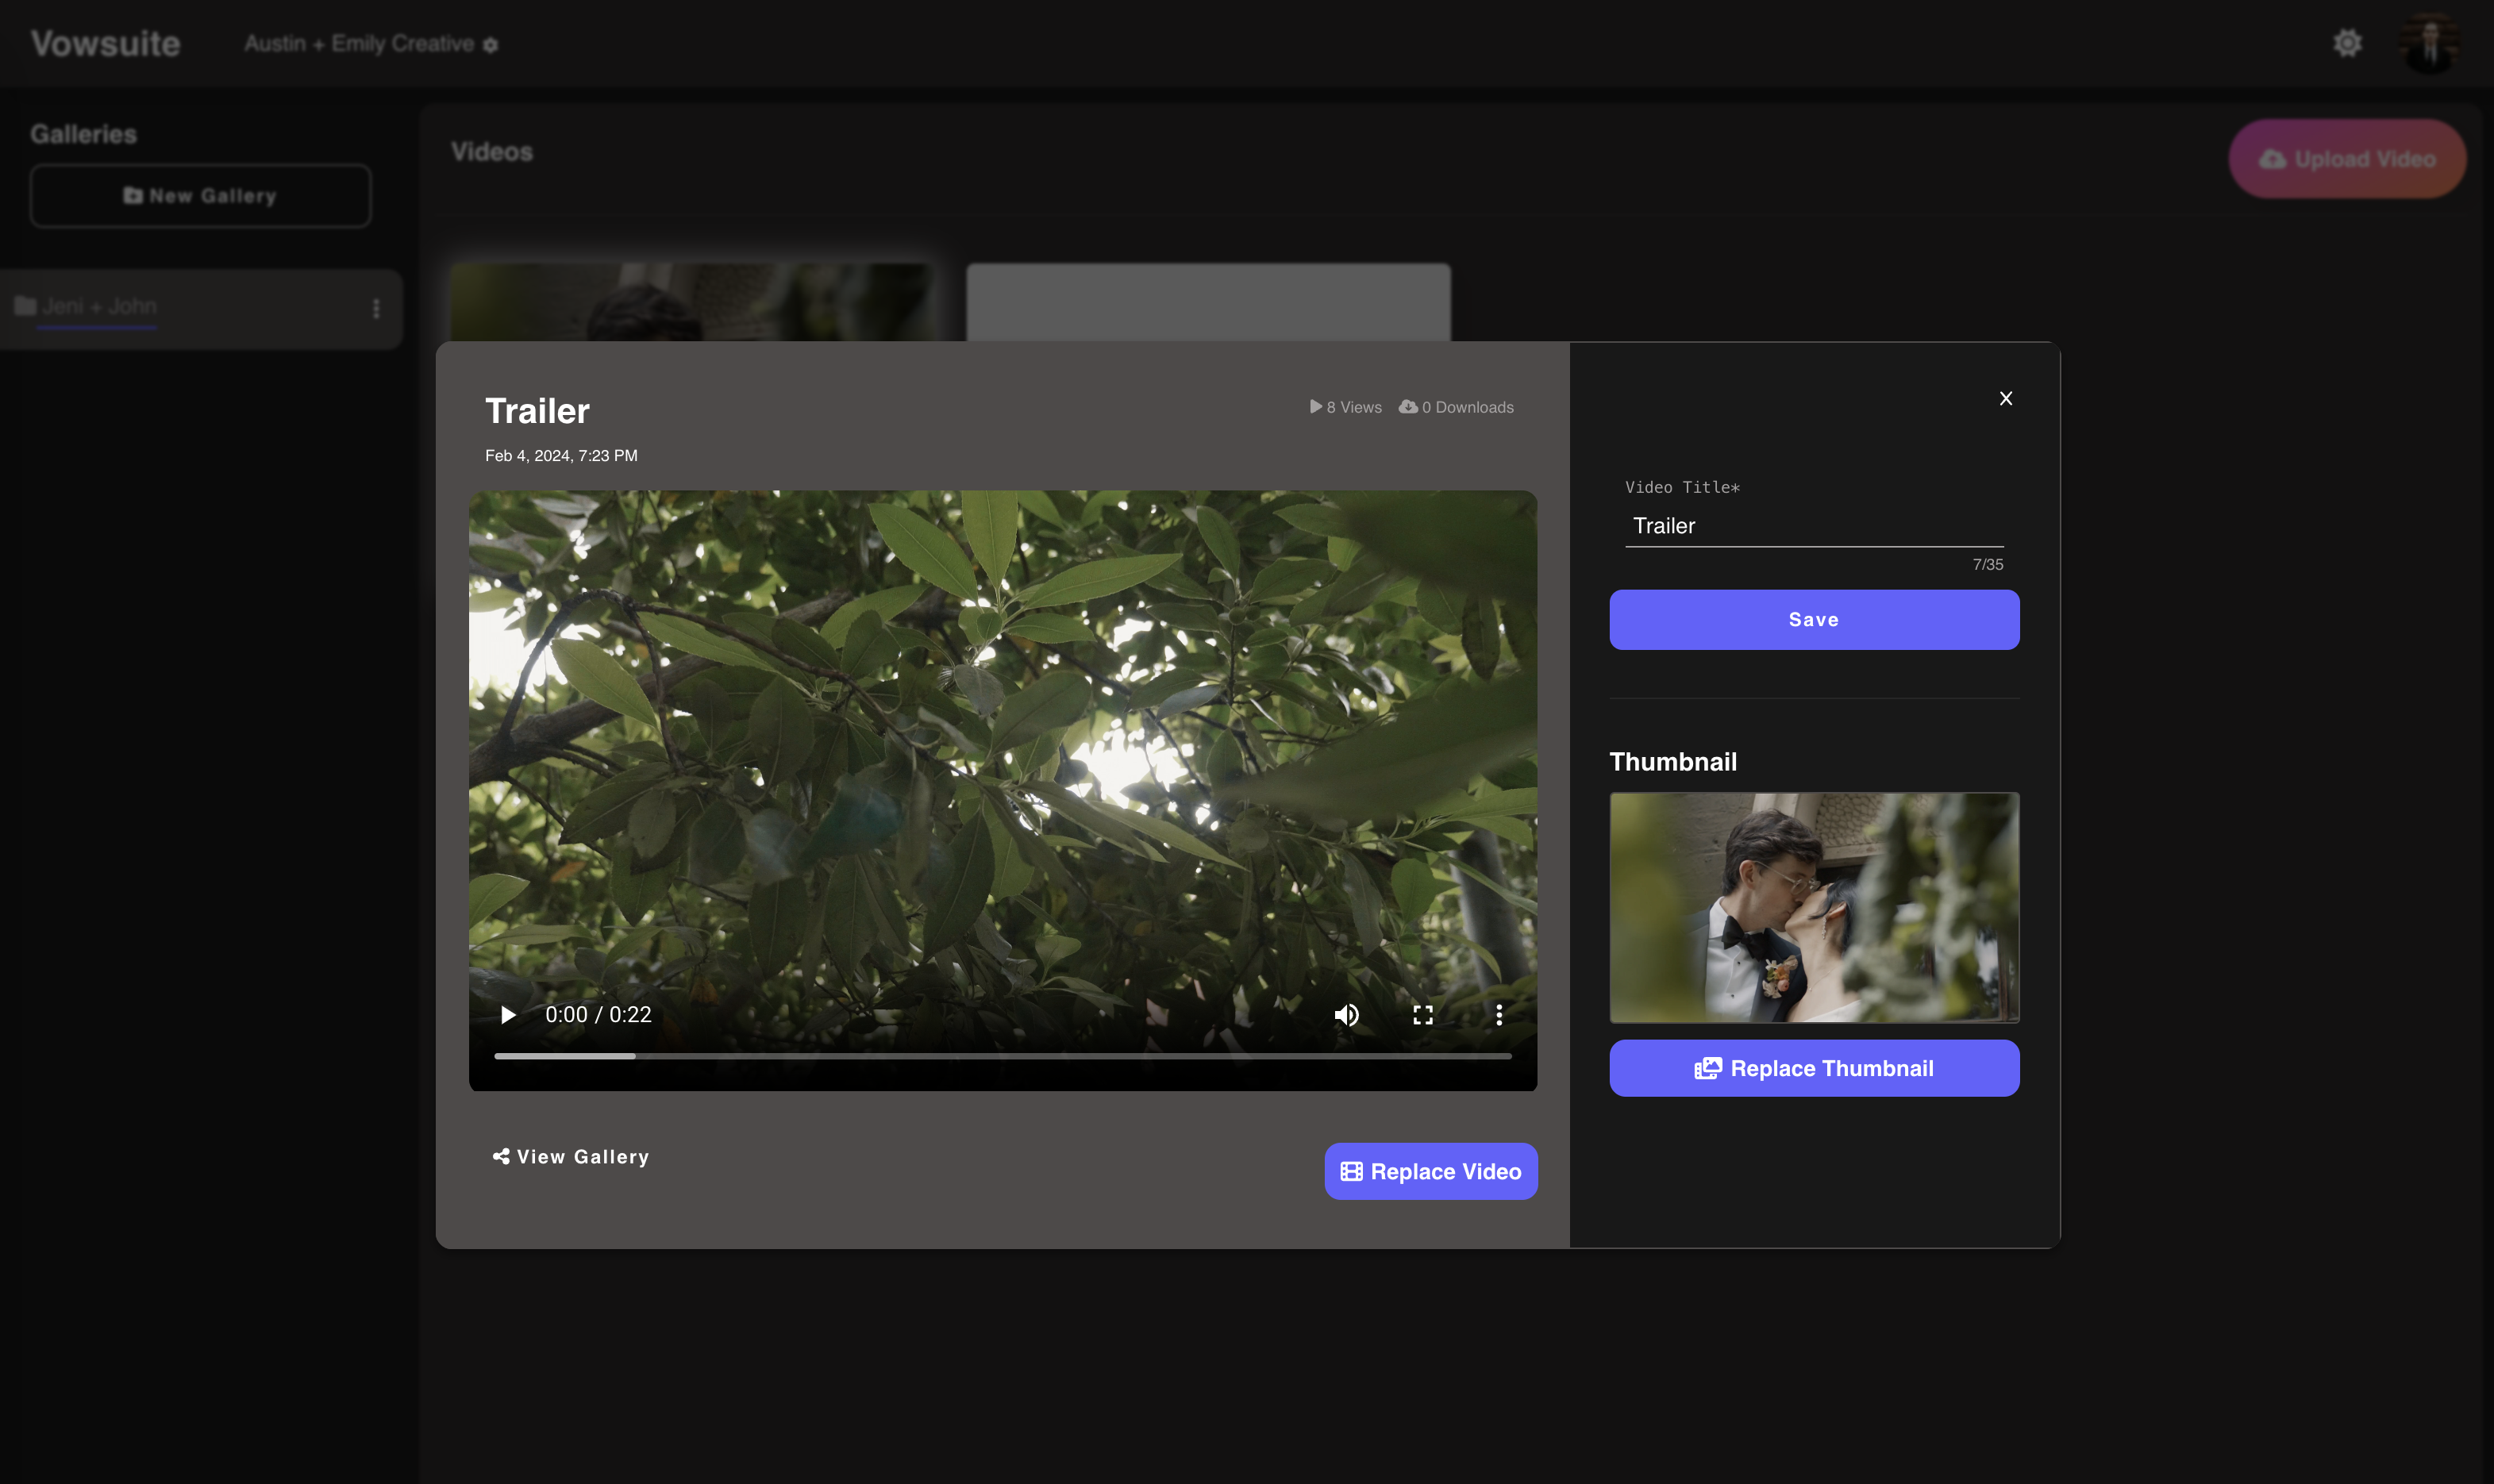 Vowsuite
Austin + Emily Creative
Galleries
New Gallery
Jeni + John
Videos
Upload Video
Trailer
8 Views
0 Downloads
Feb 4, 2024, 7:23 PM
0:00 / 0:22
View Gallery
Replace Video
X
Video Title*
Trailer
7/35
Save
Thumbnail
Replace Thumbnail